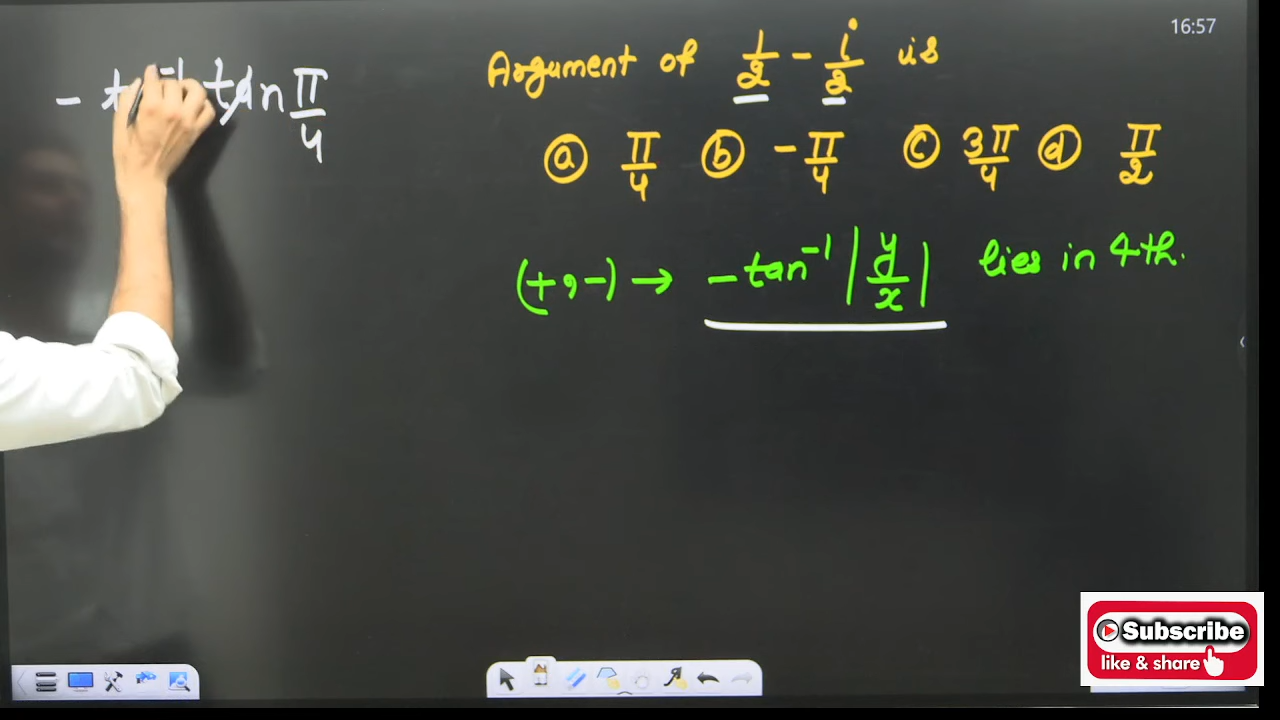 16:57
Argument of 1/2 - i/2 is
ⓐ π/4 ⓑ -π/4 ⓒ 3π/4 ⓓ π/2
(+,-) → -tan⁻¹ |y/x| lies in 4th.
- t⁻¹ tan π/4
Subscribe
like & share